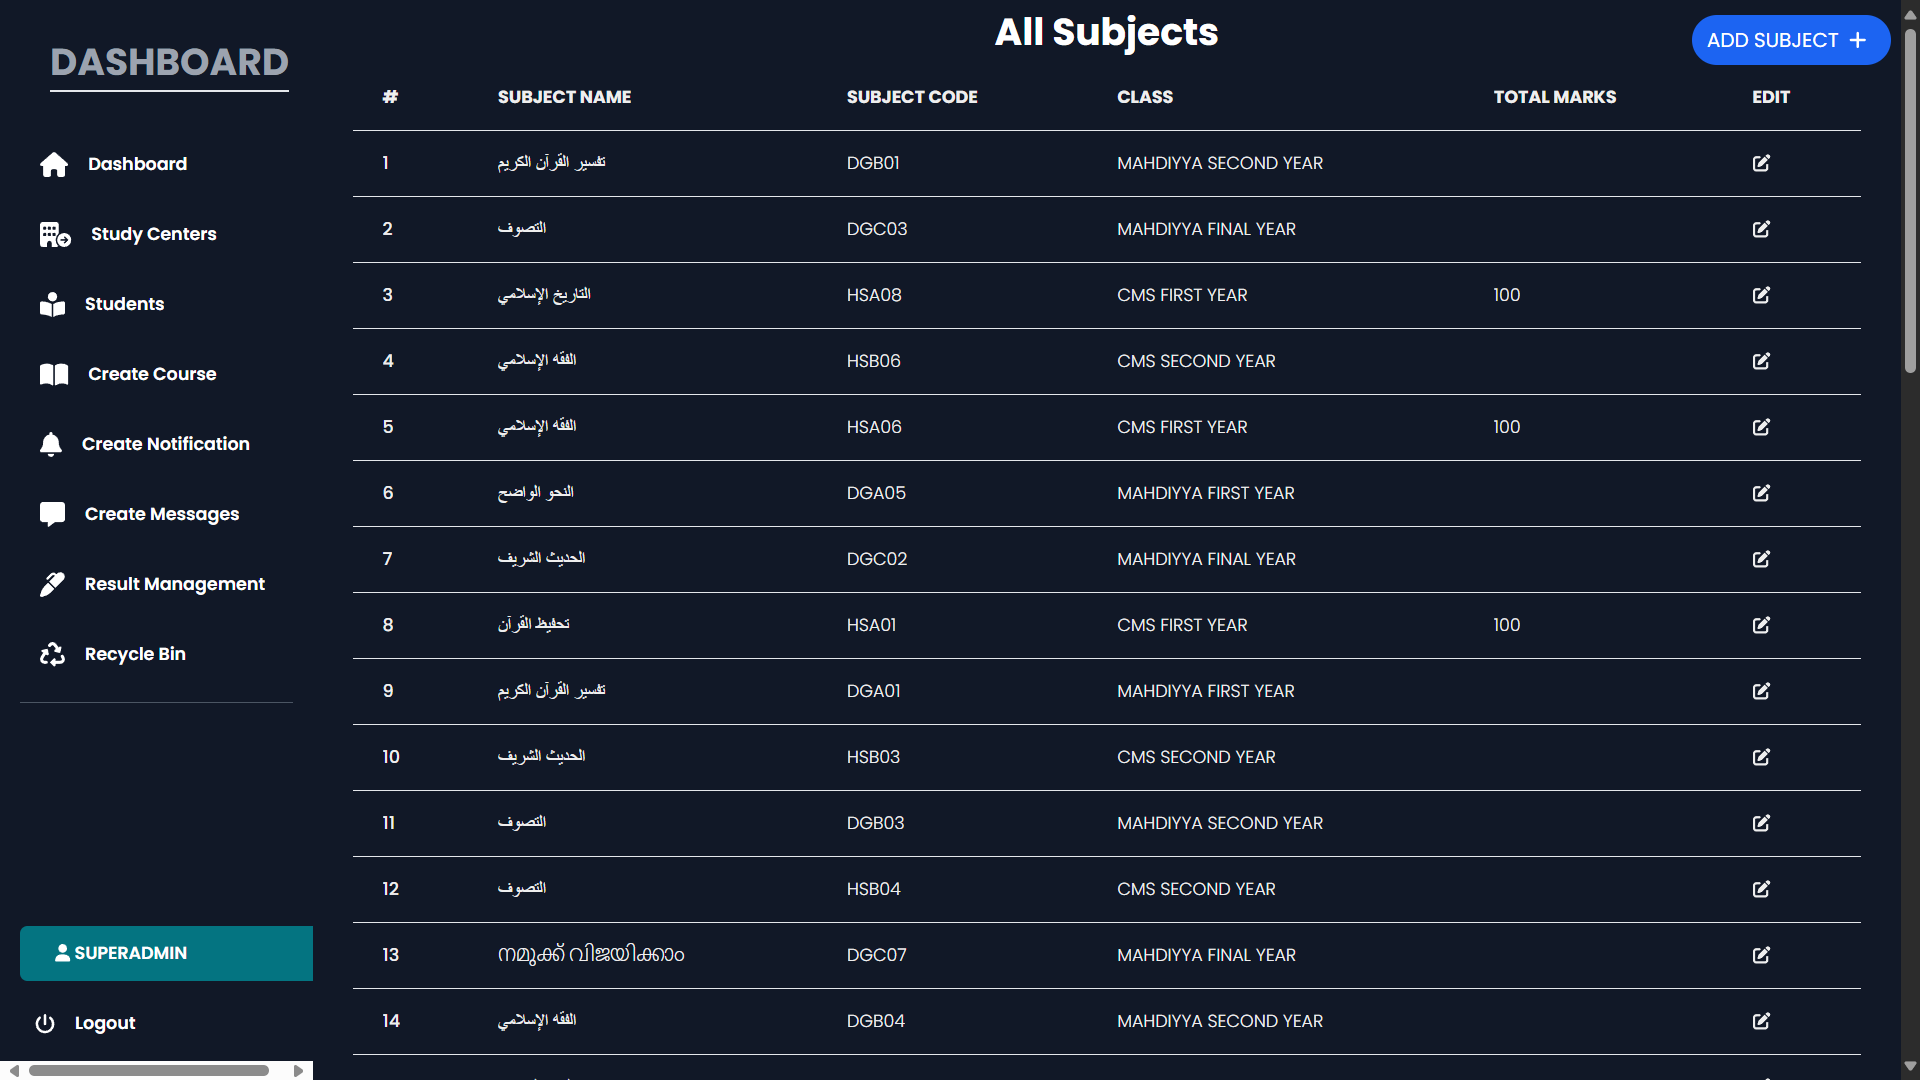 DASHBOARD
Dashboard
Study Centers
Students
Create Course
Create Notification
Create Messages
Result Management
Recycle Bin
SUPERADMIN
Logout
All Subjects
ADD SUBJECT +
# SUBJECT NAME SUBJECT CODE CLASS TOTAL MARKS EDIT
1 تفسير القرآن الكريم DGB01 MAHDIYYA SECOND YEAR
2 التصوف DGC03 MAHDIYYA FINAL YEAR
3 التاريخ الإسلامي HSA08 CMS FIRST YEAR 100
4 الفقه الإسلامي HSB06 CMS SECOND YEAR
5 الفقه الإسلامي HSA06 CMS FIRST YEAR 100
6 النحو الواضح DGA05 MAHDIYYA FIRST YEAR
7 الحديث الشريف DGC02 MAHDIYYA FINAL YEAR
8 تحفيظ القرآن HSA01 CMS FIRST YEAR 100
9 تفسير القرآن الكريم DGA01 MAHDIYYA FIRST YEAR
10 الحديث الشريف HSB03 CMS SECOND YEAR
11 التصوف DGB03 MAHDIYYA SECOND YEAR
12 التصوف HSB04 CMS SECOND YEAR
13 നമുക്ക് വിജയിക്കാം DGC07 MAHDIYYA FINAL YEAR
14 الفقه الإسلامي DGB04 MAHDIYYA SECOND YEAR